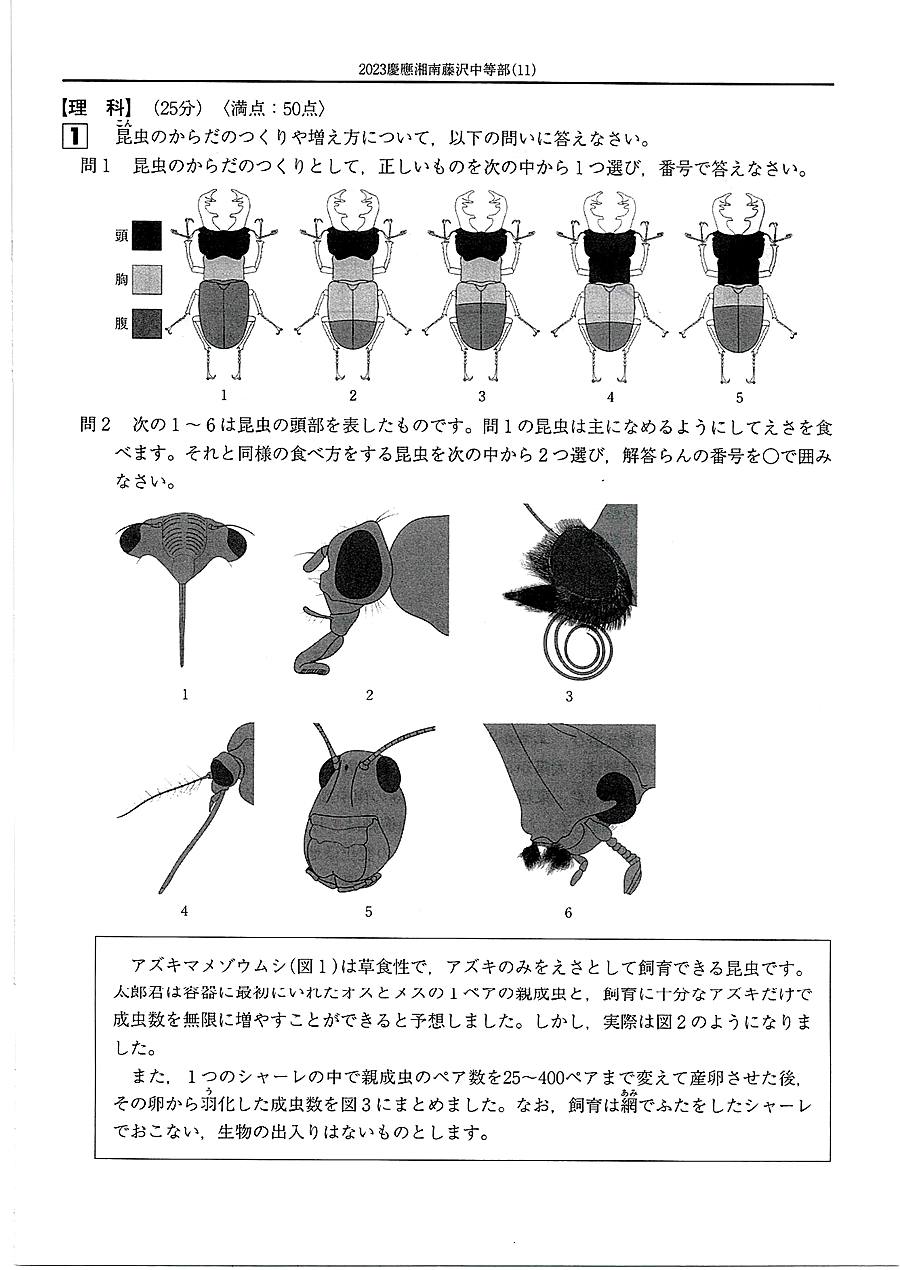 2023慶應湘南藤沢中等部(11)
【理　科】（25分）〈満点：50点〉
1　昆虫のからだのつくりや増え方について，以下の問いに答えなさい。
こん
問1　昆虫のからだのつくりとして，正しいものを次の中から1つ選び，番号で答えなさい。
頭
胸
腹
1　2　3　4　5
問2　次の1～6は昆虫の頭部を表したものです。問1の昆虫は主になめるようにしてえさを食
べます。それと同様の食べ方をする昆虫を次の中から2つ選び，解答らんの番号を○で囲み
なさい。
1　2　3
4　5　6
アズキマメゾウムシ(図1)は草食性で，アズキのみをえさとして飼育できる昆虫です。
太郎君は容器に最初にいれたオスとメスの1ペアの親成虫と，飼育に十分なアズキだけで
成虫数を無限に増やすことができると予想しました。しかし，実際は図2のようになりま
した。
また，1つのシャーレの中で親成虫のペア数を25～400ペアまで変えて産卵させた後，
その卵から羽化した成虫数を図3にまとめました。なお，飼育は網でふたをしたシャーレ
う
あみ
でおこない，生物の出入りはないものとします。